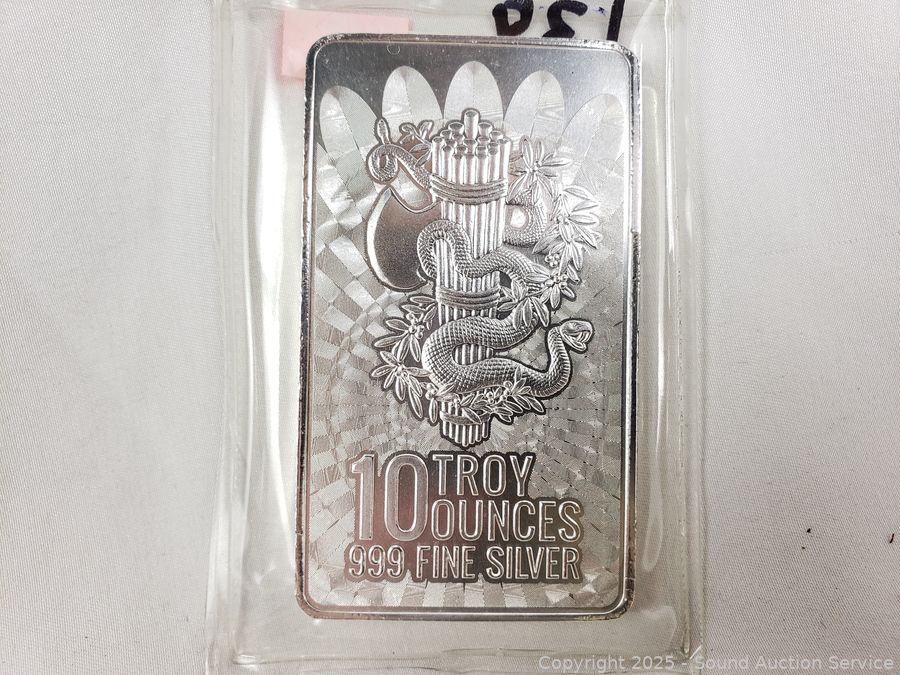 10 TROY
OUNCES
999 FINE SILVER
Copyright 2025 - Sound Auction Service